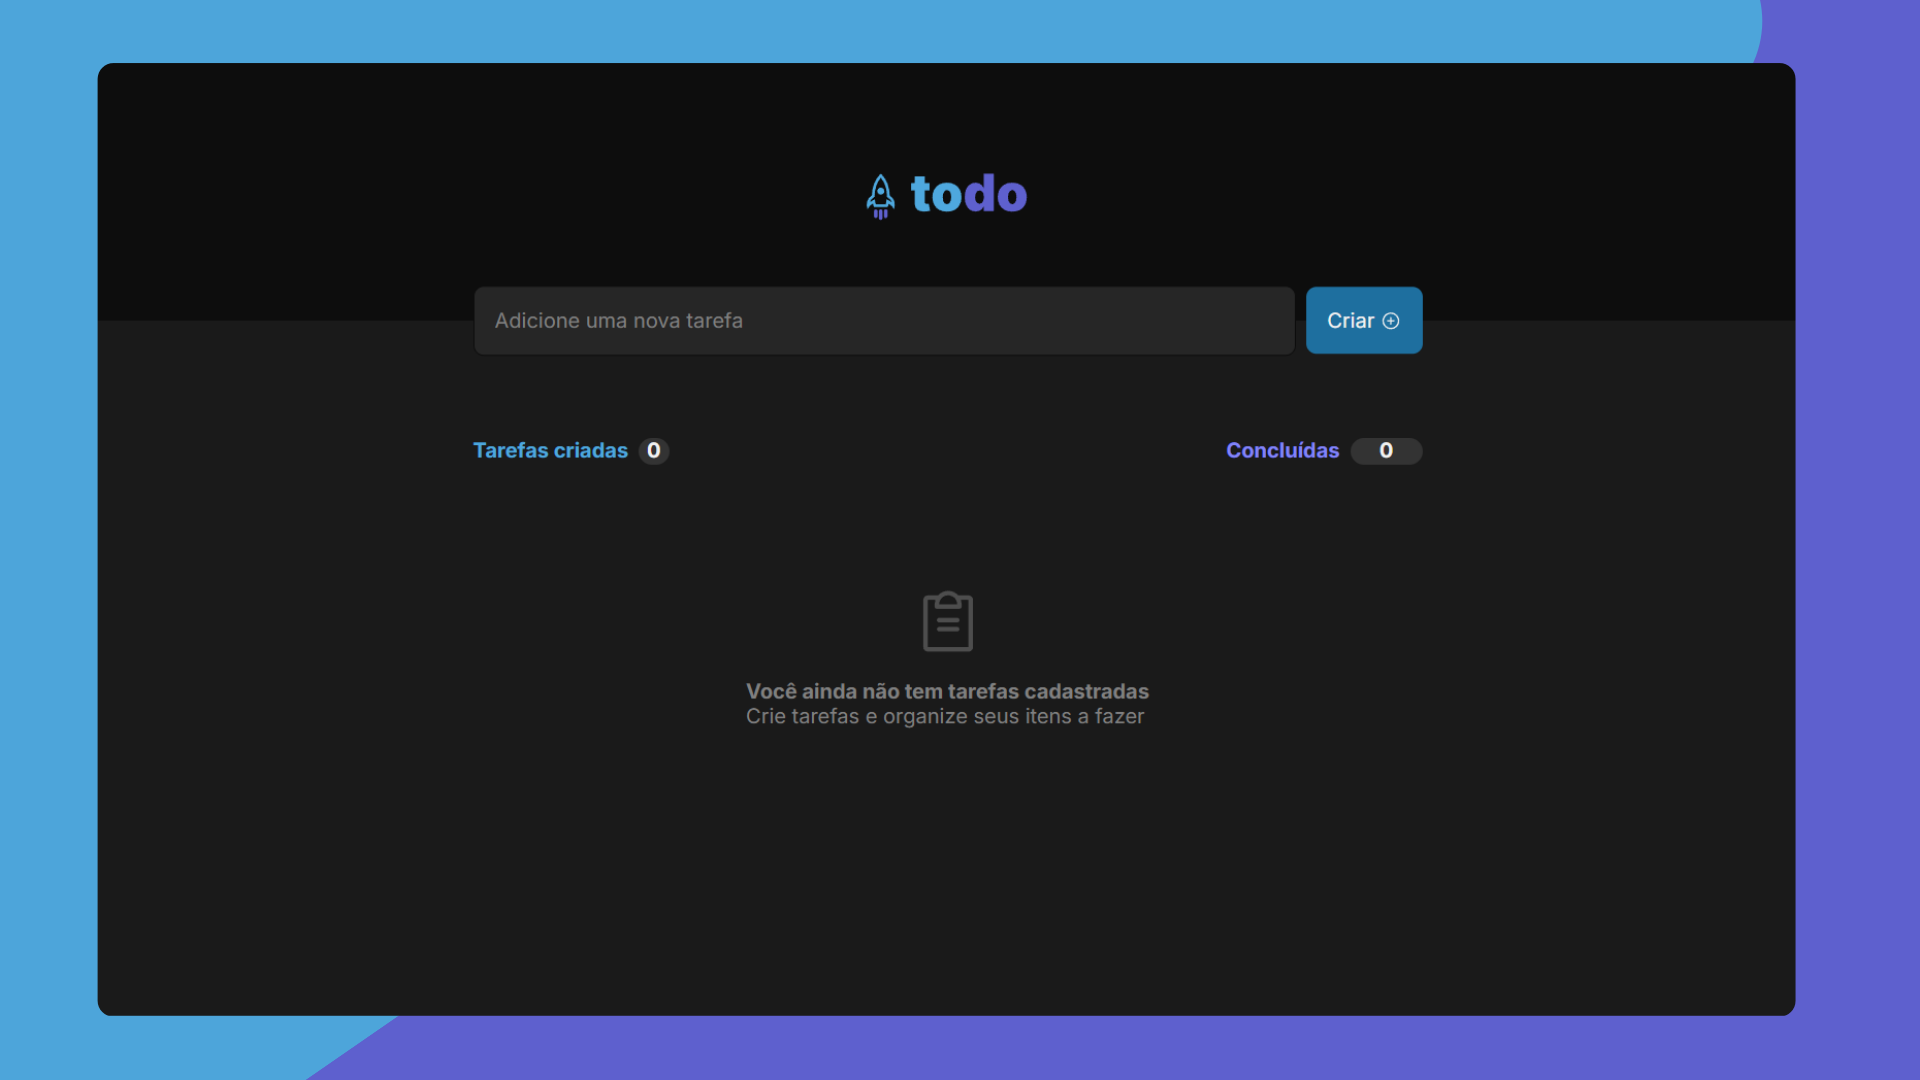 todo
Adicione uma nova tarefa
Criar
Tarefas criadas 0
Concluídas 0
Você ainda não tem tarefas cadastradas
Crie tarefas e organize seus itens a fazer